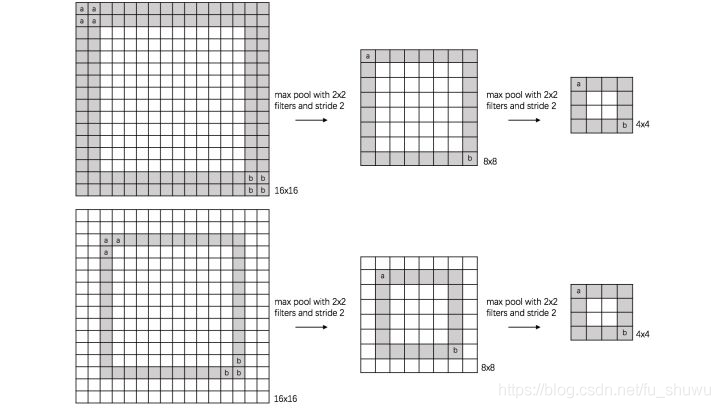 a a
a a
a
a
max pool with 2x2
filters and stride 2
max pool with 2x2
filters and stride 2
b
4x4
b
8x8
b b
b b
16x16
a a
a
a
a
max pool with 2x2
filters and stride 2
max pool with 2x2
filters and stride 2
b
4x4
b
b
b b
8x8
16x16
https://blog.csdn.net/fu_shuwu